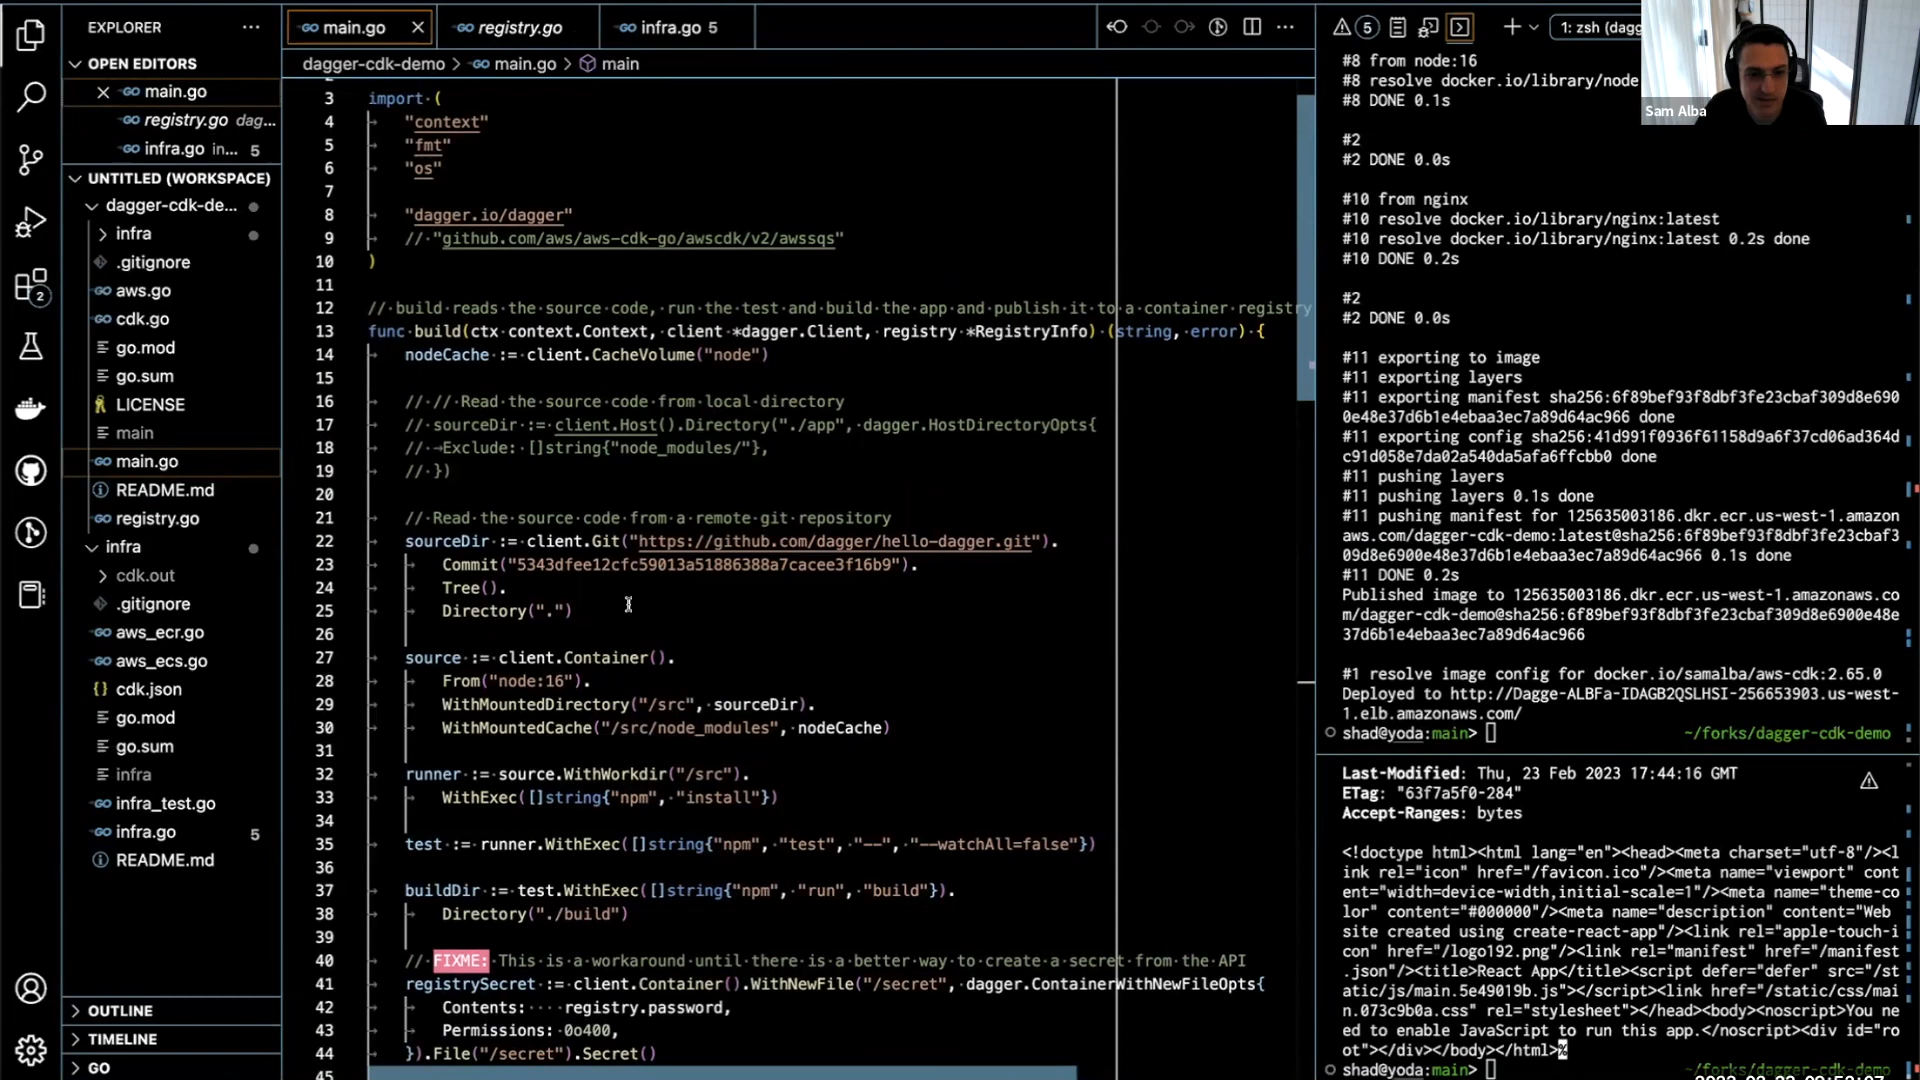 EXPLORER
OPEN EDITORS
main.go
registry.go dag...
infra.go in... 5
UNTITLED (WORKSPACE)
dagger-cdk-de...
infra
.gitignore
aws.go
cdk.go
go.mod
go.sum
LICENSE
main
main.go
README.md
registry.go
infra
cdk.out
.gitignore
aws_ecr.go
aws_ecs.go
cdk.json
go.mod
go.sum
infra
infra_test.go
infra.go 5
README.md
OUTLINE
TIMELINE
GO
2
main.go
registry.go
infra.go 5
dagger-cdk-demo > main.go > main
3 import (
4 "context"
5 "fmt"
6 "os"
7
8 "dagger.io/dagger"
9 // "github.com/aws/aws-cdk-go/awscdk/v2/awssqs"
10 )
11
12 // build reads the source code, run the test and build the app and publish it to a container registry
13 func build(ctx context.Context, client *dagger.Client, registry *RegistryInfo) (string, error) {
14 nodeCache := client.CacheVolume("node")
15
16 // // Read the source code from local directory
17 // sourceDir := client.Host().Directory("./app", dagger.HostDirectoryOpts{
18 // Exclude: []string{"node_modules/"},
19 // })
20
21 // Read the source code from a remote git repository
22 sourceDir := client.Git("https://github.com/dagger/hello-dagger.git").
23 Commit("5343dfee12cfc59013a51886388a7cacee3f16b9").
24 Tree().
25 Directory(".")
26
27 source := client.Container().
28 From("node:16").
29 WithMountedDirectory("/src", sourceDir).
30 WithMountedCache("/src/node_modules", nodeCache)
31
32 runner := source.WithWorkdir("/src").
33 WithExec([]string{"npm", "install"})
34
35 test := runner.WithExec([]string{"npm", "test", "--", "--watchAll=false"})
36
37 buildDir := test.WithExec([]string{"npm", "run", "build"}).
38 Directory("./build")
39
40 // FIXME: This is a workaround until there is a better way to create a secret from the API
41 registrySecret := client.Container().WithNewFile("/secret", dagger.ContainerWithNewFileOpts{
42 Contents: registry.password,
43 Permissions: 0o400,
44 }).File("/secret").Secret()
45
5
1: zsh (dagg
Sam Alba
#8 from node:16
#8 resolve docker.io/library/node
#8 DONE 0.1s
#2
#2 DONE 0.0s
#10 from nginx
#10 resolve docker.io/library/nginx:latest
#10 resolve docker.io/library/nginx:latest 0.2s done
#10 DONE 0.2s
#2
#2 DONE 0.0s
#11 exporting to image
#11 exporting layers
#11 exporting manifest sha256:6f89bef93f8dbf3fe23cbaf309d8e690
0e48e37d6b1e4ebaa3ec7a89d64ac966 done
#11 exporting config sha256:41d991f0936f61158d9a6f37cd06ad364d
c91d058e7da02a540da5afa6ffcbb0 done
#11 pushing layers
#11 pushing layers 0.1s done
#11 pushing manifest for 125635003186.dkr.ecr.us-west-1.amazon
aws.com/dagger-cdk-demo:latest@sha256:6f89bef93f8dbf3fe23cbaf3
09d8e6900e48e37d6b1e4ebaa3ec7a89d64ac966 0.1s done
#11 DONE 0.2s
Published image to 125635003186.dkr.ecr.us-west-1.amazonaws.co
m/dagger-cdk-demo@sha256:6f89bef93f8dbf3fe23cbaf309d8e6900e48e
37d6b1e4ebaa3ec7a89d64ac966
#1 resolve image config for docker.io/samalba/aws-cdk:2.65.0
Deployed to http://Dagge-ALBFa-IDAGB2QSLHSI-256653903.us-west-
1.elb.amazonaws.com/
shad@yoda:main> ~/forks/dagger-cdk-demo
Last-Modified: Thu, 23 Feb 2023 17:44:16 GMT
ETag: "63f7a5f0-284"
Accept-Ranges: bytes
<!doctype html><html lang="en"><head><meta charset="utf-8"/><l
ink rel="icon" href="/favicon.ico"/><meta name="viewport" cont
ent="width=device-width,initial-scale=1"/><meta name="theme-co
lor" content="#000000"/><meta name="description" content="Web 
site created using create-react-app"/><link rel="apple-touch-i
con" href="/logo192.png"/><link rel="manifest" href="/manifest
.json"/><title>React App</title><script defer="defer" src="/st
atic/js/main.5e49019b.js"></script><link href="/static/css/mai
n.073c9b0a.css" rel="stylesheet"></head><body><noscript>You ne
ed to enable JavaScript to run this app.</noscript><div id="ro
ot"></div></body></html>%
shad@yoda:main> ~/forks/dagger-cdk-demo